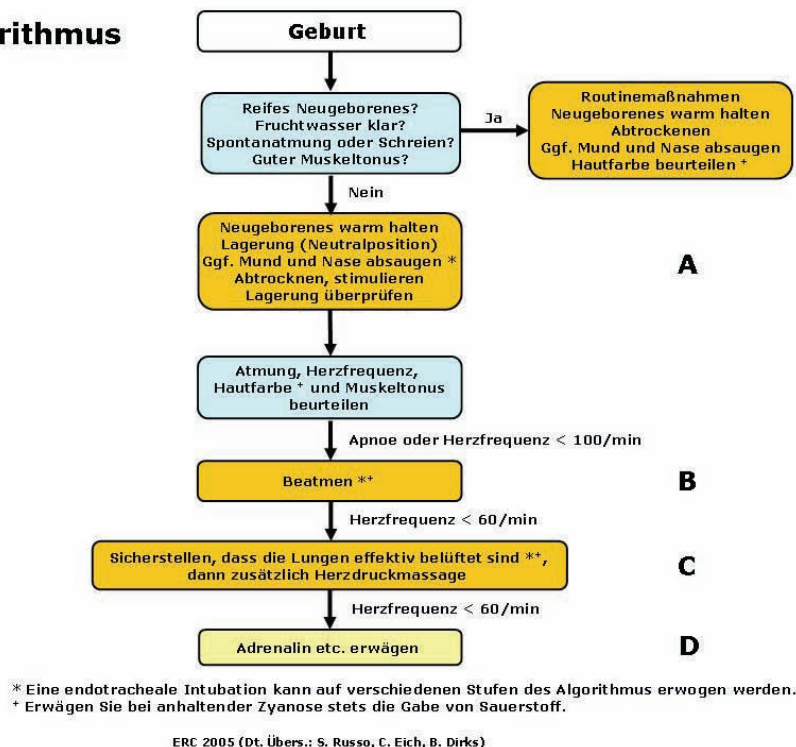 rithmus
Geburt
Reifes Neugeborenes?
Fruchtwasser klar?
Spontanatmung oder Schreien?
Guter Muskeltonus?
Ja
Routinemaßnahmen
Neugeborenes warm halten
Abtrockenen
Ggf. Mund und Nase absaugen
Hautfarbe beurteilen +
Nein
Neugeborenes warm halten
Lagerung (Neutralposition)
Ggf. Mund und Nase absaugen *
Abtrocknen, stimulieren
Lagerung überprüfen
A
Atmung, Herzfrequenz,
Hautfarbe + und Muskeltonus
beurteilen
Apnoe oder Herzfrequenz < 100/min
Beatmen *+
B
Herzfrequenz < 60/min
Sicherstellen, dass die Lungen effektiv belüftet sind *+,
dann zusätzlich Herzdruckmassage
C
Herzfrequenz < 60/min
Adrenalin etc. erwägen
D
* Eine endotracheale Intubation kann auf verschiedenen Stufen des Algorithmus erwogen werden.
+ Erwägen Sie bei anhaltender Zyanose stets die Gabe von Sauerstoff.
ERC 2005 (Dt. Übers.: S. Russo, C. Eich, B. Dirks)